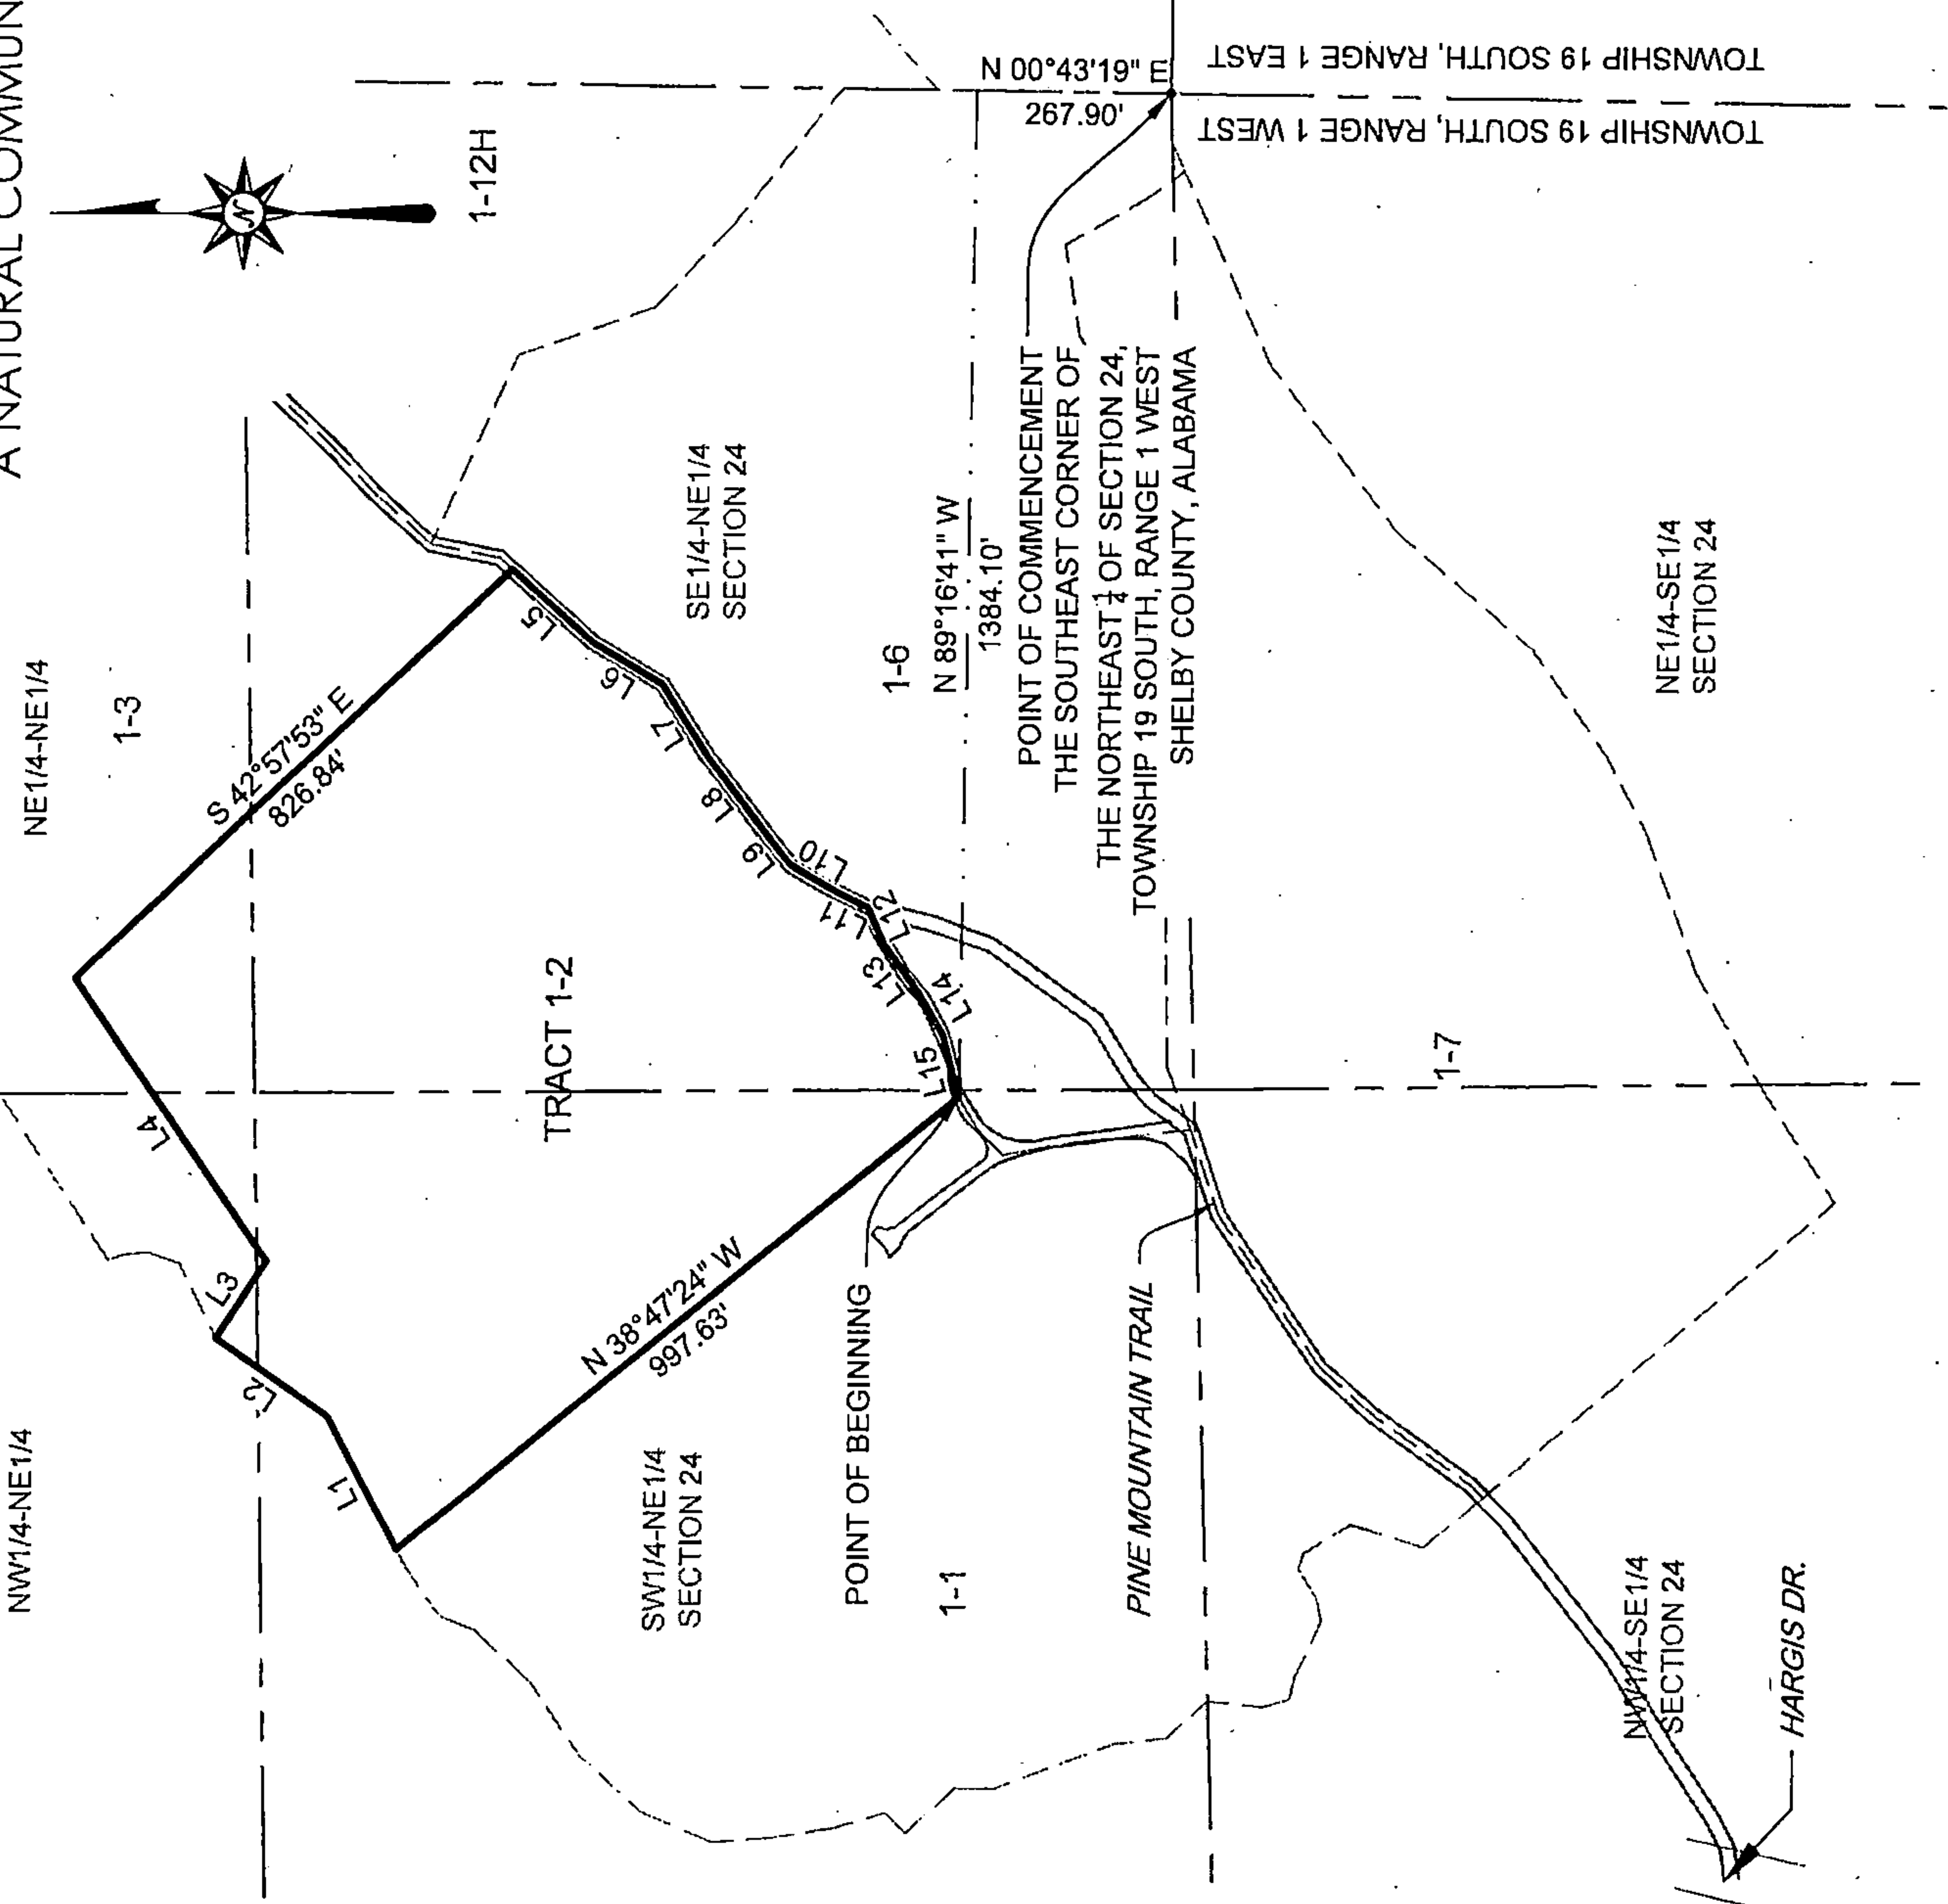 A NATURAL COMMUN
NW1/4-NE1/4
NE1/4-NE1/4
1-3
1-12H
N
L4
L3
L2
L1
S 42°57'53" E
826.84'
TRACT 1-2
L5
L6
L7
L8
L9
L10
L11
L12
L13
L14
L15
SE1/4-NE1/4
SECTION 24
1-6
N 89°16'41" W
1384.10'
N 00°43'19" E
267.90'
TOWNSHIP 19 SOUTH, RANGE 1 EAST
TOWNSHIP 19 SOUTH, RANGE 1 WEST
POINT OF COMMENCEMENT
THE SOUTHEAST CORNER OF
THE NORTHEAST 1/4 OF SECTION 24,
TOWNSHIP 19 SOUTH, RANGE 1 WEST
SHELBY COUNTY, ALABAMA
N 38°47'24" W
997.63'
SW1/4-NE1/4
SECTION 24
POINT OF BEGINNING
1-1
PINE MOUNTAIN TRAIL
1-7
NE1/4-SE1/4
SECTION 24
NW1/4-SE1/4
SECTION 24
HARGIS DR.